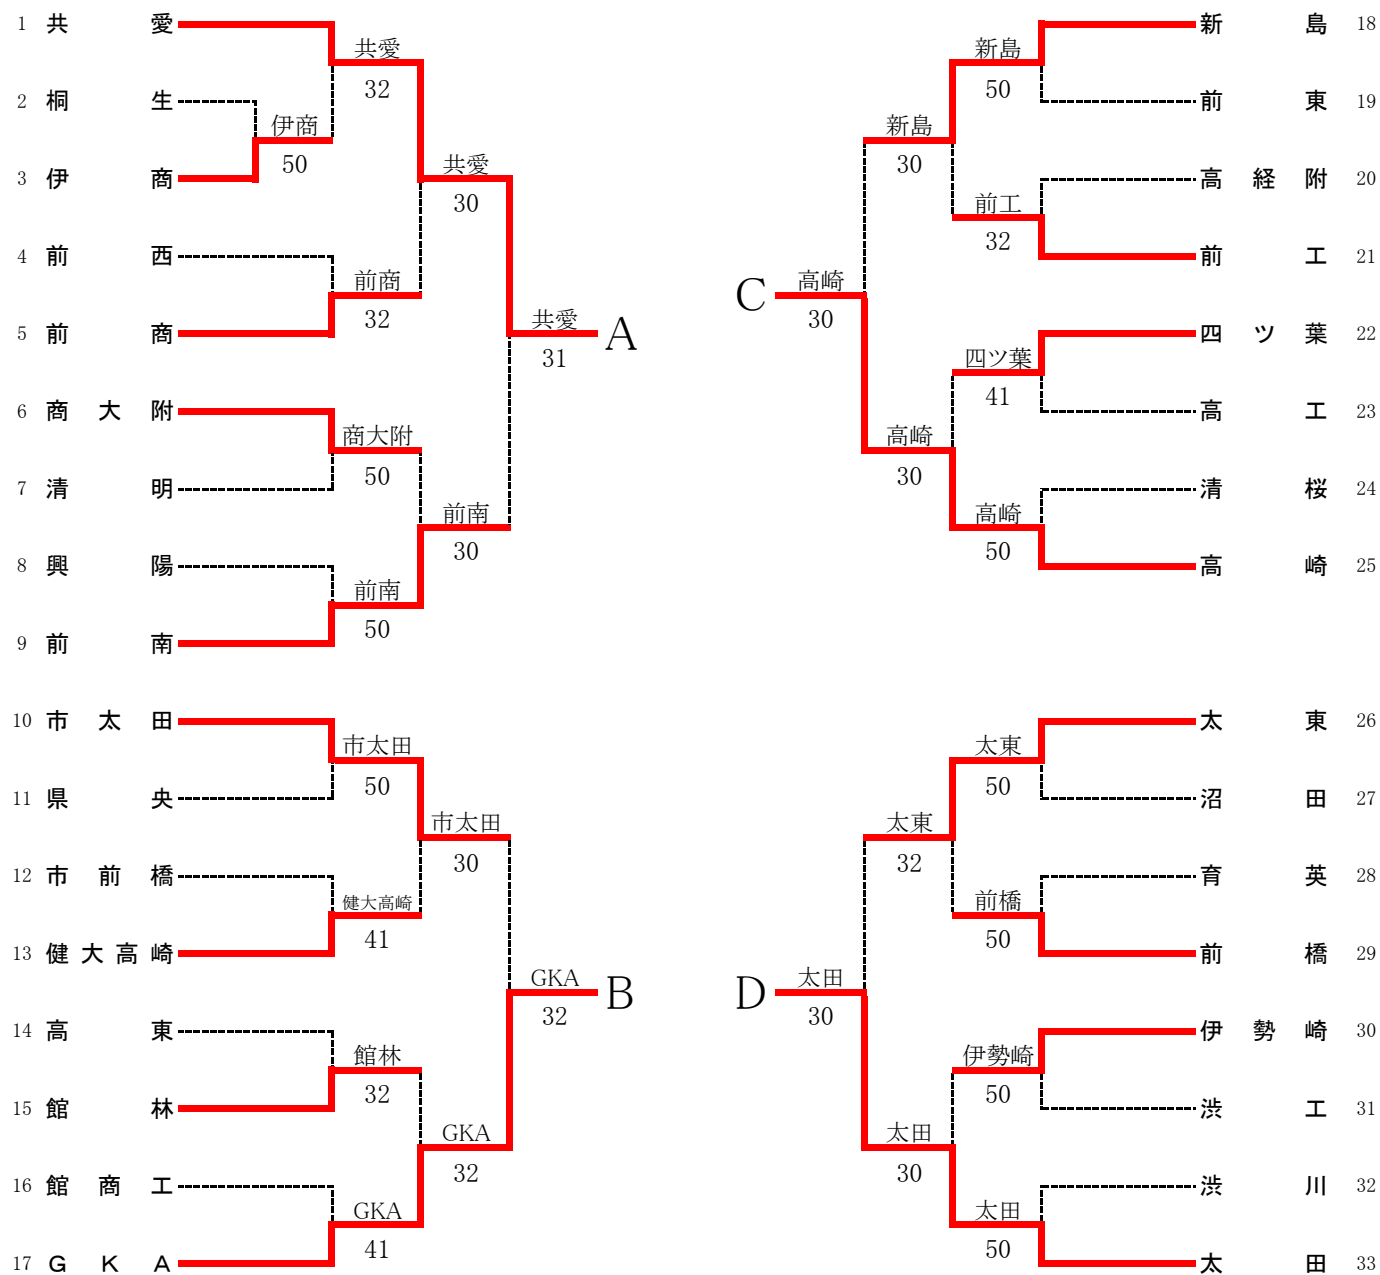 1 共愛
2 桐生
3 伊商
4 前西
5 前商
6 商大附
7 清明
8 興陽
9 前南
共愛
32
伊商
50
共愛
30
前商
32
共愛
31
A
商大附
50
前南
30
前南
50
10 市太田
11 県央
12 市前橋
13 健大高崎
14 高東
15 館林
16 館商工
17 GKA
市太田
50
市太田
30
健大高崎
41
GKA
32
B
館林
32
GKA
32
GKA
41
新島 18
前東 19
高経附 20
前工 21
四ツ葉 22
高工 23
清桜 24
高崎 25
新島
50
新島
30
前工
32
C
高崎
30
四ツ葉
41
高崎
30
高崎
50
太東 26
沼田 27
育英 28
前橋 29
伊勢崎 30
渋工 31
渋川 32
太田 33
太東
50
太東
32
前橋
50
D
太田
30
伊勢崎
50
太田
30
太田
50